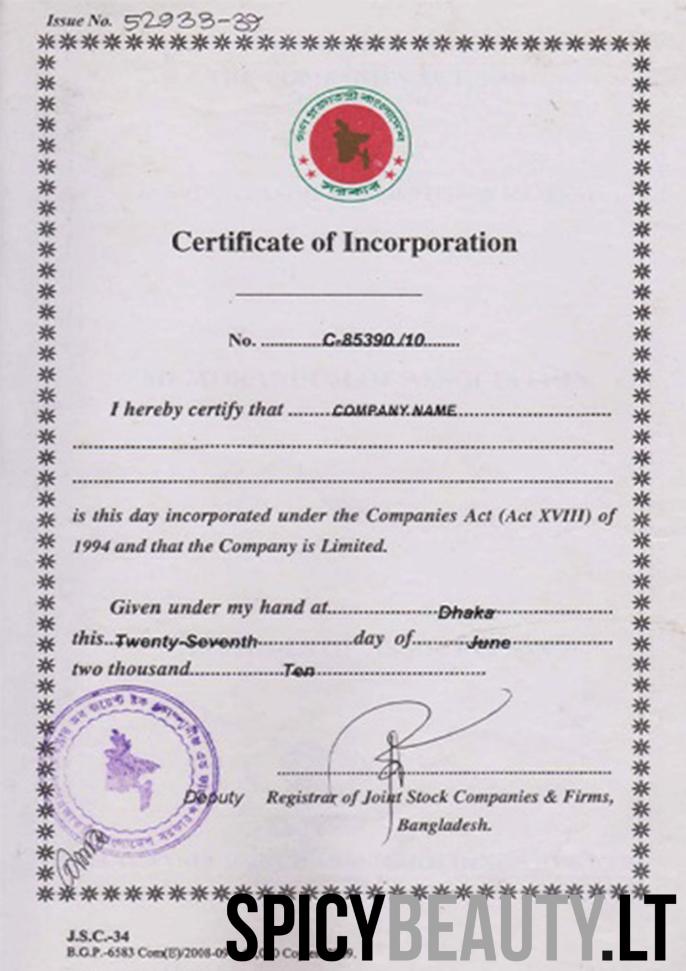 Issue No. 52933-39
গণপ্রজাতন্ত্রী বাংলাদেশ
সরকার
Certificate of Incorporation
No. ..........C-85390/10........
I hereby certify that ..........COMPANY NAME..........
is this day incorporated under the Companies Act (Act XVIII) of
1994 and that the Company is Limited.
Given under my hand at..........Dhaka..........
this..Twenty-Seventh..........day of..........June..........
two thousand..........Ten..........
Deputy Registrar of Joint Stock Companies & Firms,
Bangladesh.
J.S.C.-34
B.G.P.-6583 Com(E)/2008-09
SPICYBEAUTY.LT